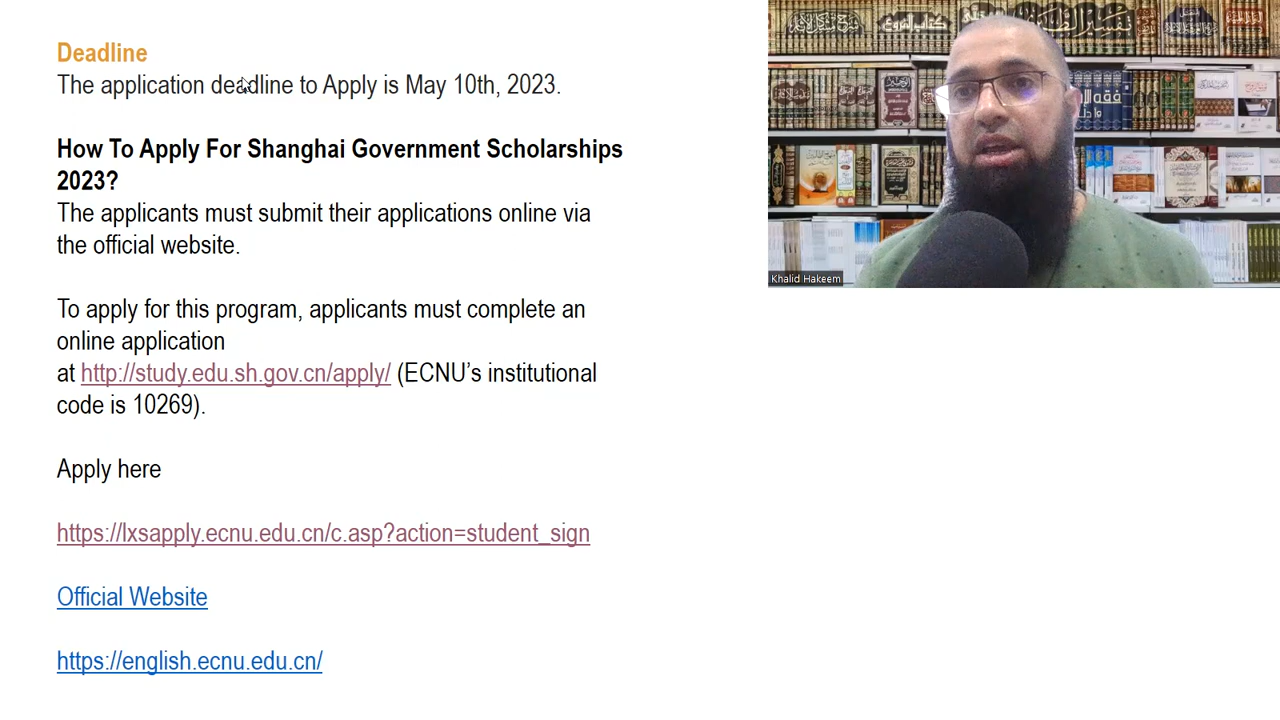 Deadline
The application deadline to Apply is May 10th, 2023.
How To Apply For Shanghai Government Scholarships
2023?
The applicants must submit their applications online via
the official website.
To apply for this program, applicants must complete an
online application
at http://study.edu.sh.gov.cn/apply/ (ECNU’s institutional
code is 10269).
Apply here
https://lxsapply.ecnu.edu.cn/c.asp?action=student_sign
Official Website
https://english.ecnu.edu.cn/
Khalid Hakeem